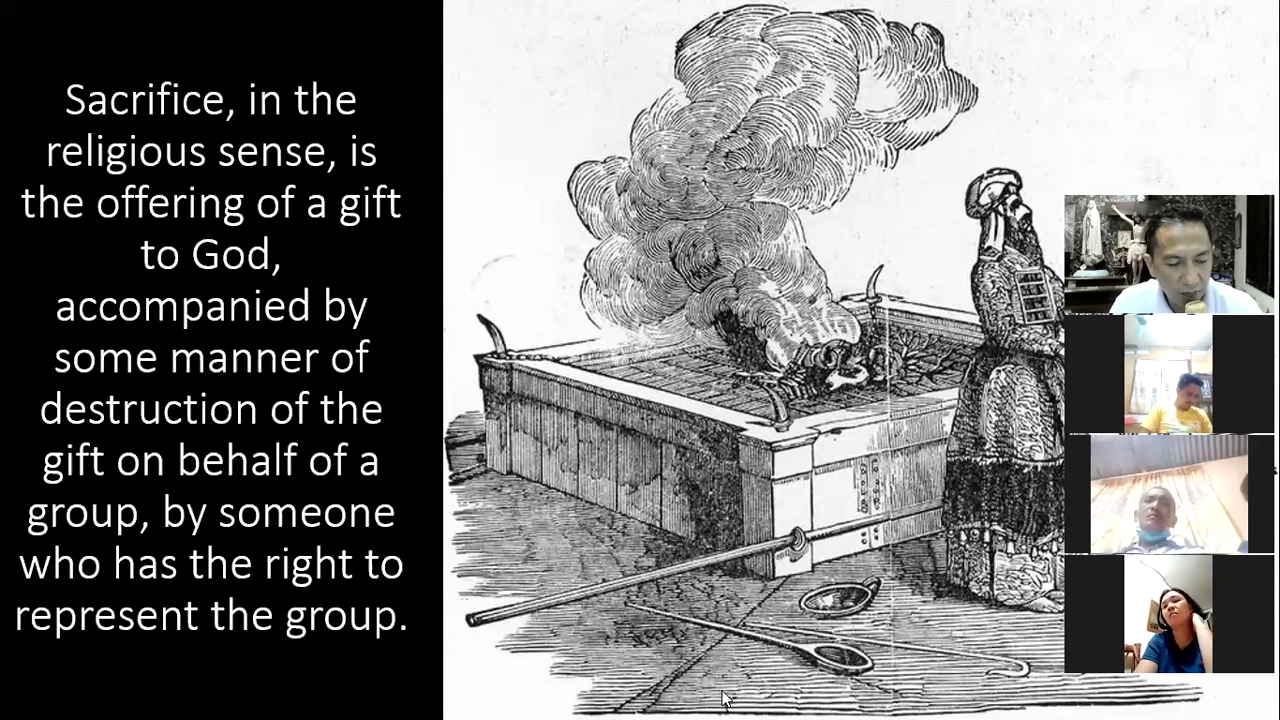 Sacrifice, in the
religious sense, is
the offering of a gift
to God,
accompanied by
some manner of
destruction of the
gift on behalf of a
group, by someone
who has the right to
represent the group.